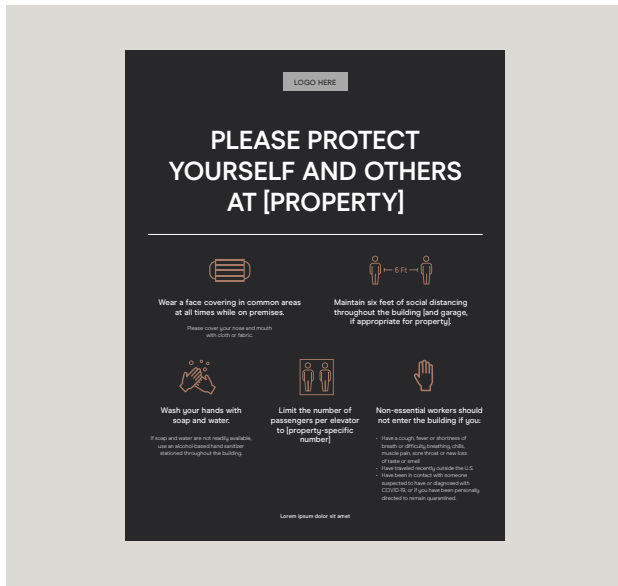 LOGO HERE
PLEASE PROTECT
YOURSELF AND OTHERS
AT [PROPERTY]
6 Ft
Wear a face covering in common areas
at all times while on premises.
Please cover your nose and mouth
with cloth or fabric.
Maintain six feet of social distancing
throughout the building [and garage,
if appropriate for property].
Wash your hands with
soap and water.
If soap and water are not readily available,
use an alcohol-based hand sanitizer
stationed throughout the building.
Limit the number of
passengers per elevator
to [property-specific
number]
Non-essential workers should
not enter the building if you:
• Have a cough, fever or shortness of
breath or difficulty breathing, chills,
muscle pain, sore throat or new loss
of taste or smell
• Have traveled recently outside the U.S.
• Have been in contact with someone
suspected to have or diagnosed with
COVID-19, or if you have been personally
directed to remain quarantined.
Lorem ipsum dolor sit amet